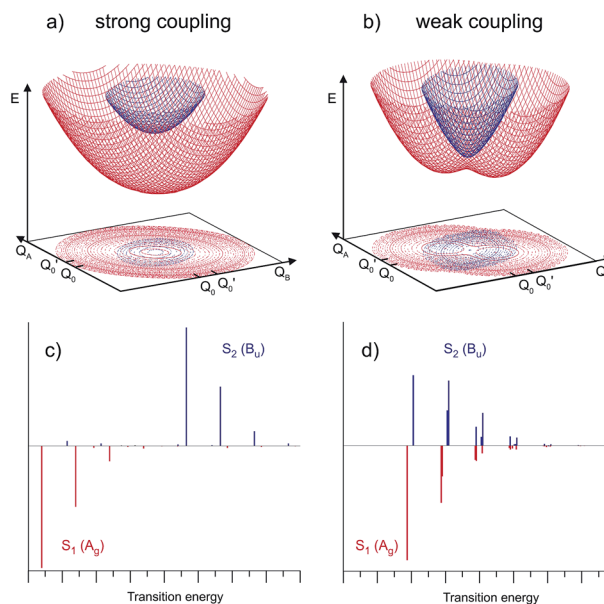 a) strong coupling
b) weak coupling
E
E
Q_A
Q_0'
Q_0
Q_0
Q_0'
Q_B
Q_A
Q_0'
Q_0
Q_0
Q_0'
c)
S_2 (B_u)
d)
S_2 (B_u)
S_1 (A_g)
S_1 (A_g)
Transition energy
Transition energy